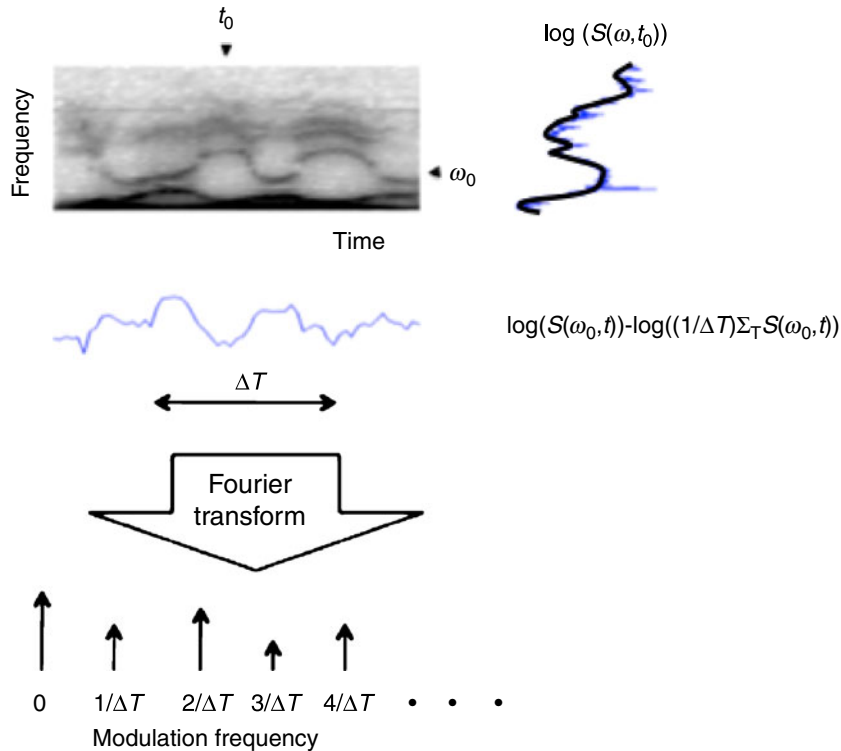 t₀
log (S(ω,t₀))
Frequency
ω₀
Time
log(S(ω₀,t)-log((1/ΔT)Σ_T S(ω₀,t))
ΔT
Fourier
transform
0 1/ΔT 2/ΔT 3/ΔT 4/ΔT • • •
Modulation frequency